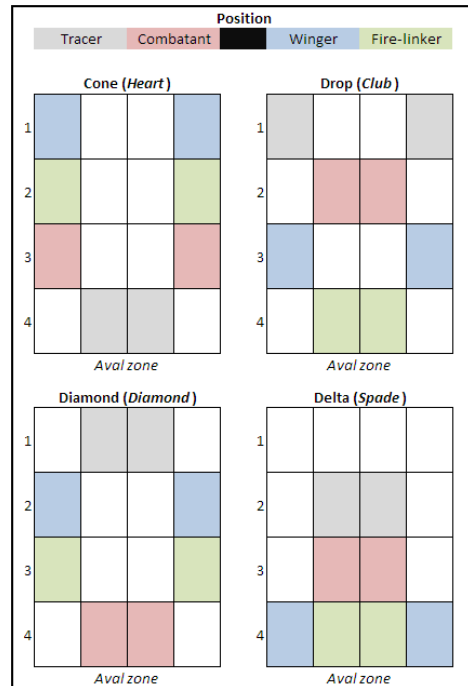 Position
Tracer Combatant Winger Fire-linker
Cone (Heart) Drop (Club)
1 1
2 2
3 3
4 4
Aval zone Aval zone
Diamond (Diamond) Delta (Spade)
1 1
2 2
3 3
4 4
Aval zone Aval zone